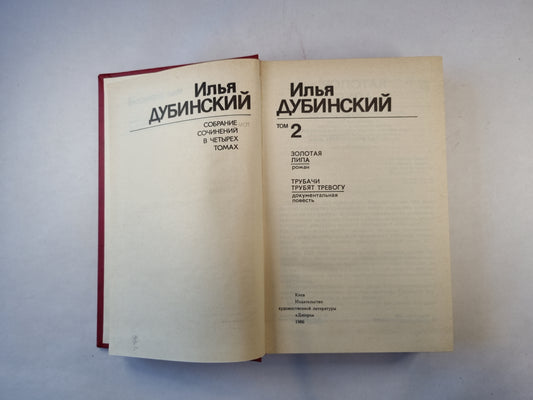 Илья
ДУБИНСКИЙ
СОБРАНИЕ
СОЧИНЕНИЙ
В ЧЕТЫРЕХ
ТОМАХ
Илья
ДУБИНСКИЙ
ТОМ 2
ЗОЛОТАЯ
ЛИПА
роман
ТРУБАЧИ
ТРУБЯТ ТРЕВОГУ
документальная
повесть
Киев
Издательство
художественной литературы
«Дніпро»
1986